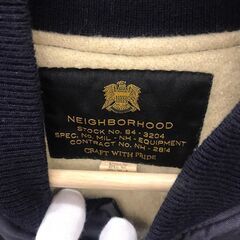 NEIGHBORHOOD
STOCK No. 84-3204
SPEC. No. MIL-NH-EQUIPMENT
CONTRACT No. NH-2814
CRAFT WITH PRIDE